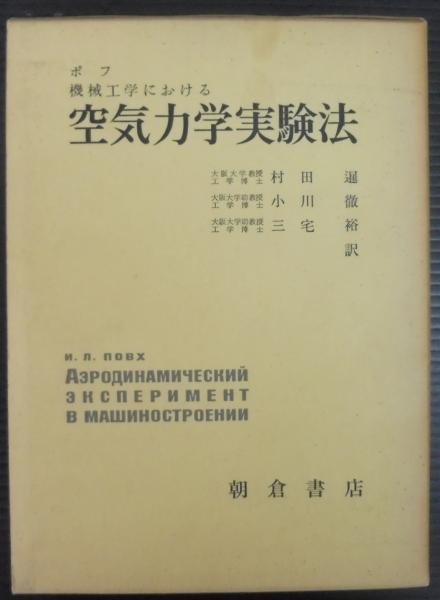 ポフ
機械工学における
空気力学実験法
大阪大学教授
工学博士 村田暹
大阪大学助教授
工学博士 小川徹
大阪大学助教授
工学博士 三宅裕
訳
И. Л. ПОВХ
АЭРОДИНАМИЧЕСКИЙ
ЭКСПЕРИМЕНТ
В МАШИНОСТРОЕНИИ
朝倉書店